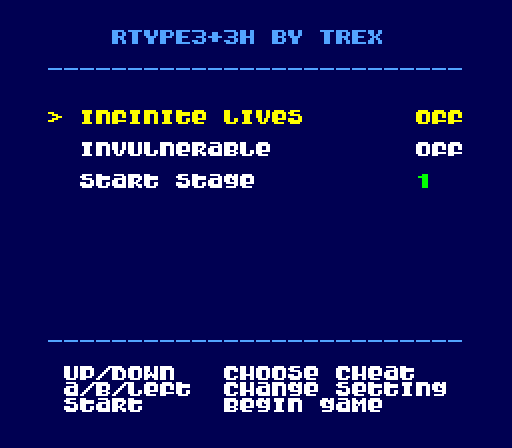 RTYPE3+3H BY TREX
> Infinite Lives Off
Invulnerable Off
Start Stage 1
Up/Down Choose Cheat
A/B/Left Change Setting
Start Begin Game